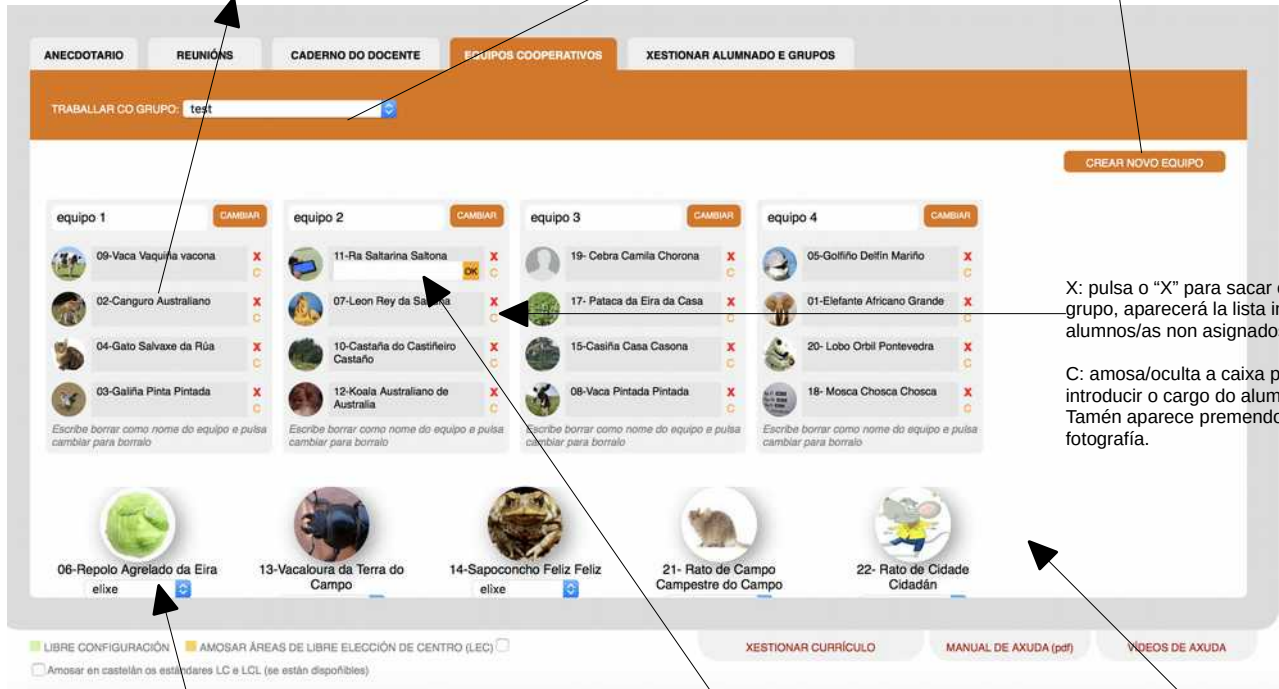 ANECDOTARIO REUNIÓNS CADERNO DO DOCENTE EQUIPOS COOPERATIVOS XESTIONAR ALUMNADO E GRUPOS
TRABALLAR CO GRUPO: test
CREAR NOVO EQUIPO
equipo 1 CAMBIAR
09-Vaca Vaquiña vacona X
C
02-Canguro Australiano X
C
04-Gato Salvaxe da Rúa X
C
03-Galiña Pinta Pintada X
C
Escribe borrar como nome do equipo e pulsa
cambiar para borralo
equipo 2 CAMBIAR
11-Ra Saltarina Saltona X
OK C
07-Leon Rey da Sabana X
C
10-Castaña do Castiñeiro X
Castaño C
12-Koala Australiano de X
Australia C
Escribe borrar como nome do equipo e pulsa
cambiar para borralo
equipo 3 CAMBIAR
19- Cebra Camila Chorona X
C
17- Pataca da Eira da Casa X
C
15-Casiña Casa Casona X
C
08-Vaca Pintada Pintada X
C
Escribe borrar como nome do equipo e pulsa
cambiar para borralo
equipo 4 CAMBIAR
05-Golfiño Delfín Mariño X
C
01-Elefante Africano Grande X
C
20- Lobo Orbil Pontevedra X
C
18- Mosca Chosca Chosca X
C
Escribe borrar como nome do equipo e pulsa
cambiar para borralo
X: pulsa o “X” para sacar
grupo, aparecerá la lista
alumnos/as non
C: amosa/oculta a caixa
introducir o cargo do
Tamén aparece
fotografía.
06-Repolo Agrelado da Eira
elixe
13-Vacaloura da Terra do
Campo
14-Sapoconcho Feliz Feliz
elixe
21- Rato de Campo
Campestre do Campo
22- Rato de Cidade
Cidadán
LIBRE CONFIGURACIÓN AMOSAR ÁREAS DE LIBRE ELECCIÓN DE CENTRO (LEC)
Amosar en castelán os estándares LC e LCL (se están dispoñibles)
XESTIONAR CURRÍCULO MANUAL DE AXUDA (pdf) VÍDEOS DE AXUDA